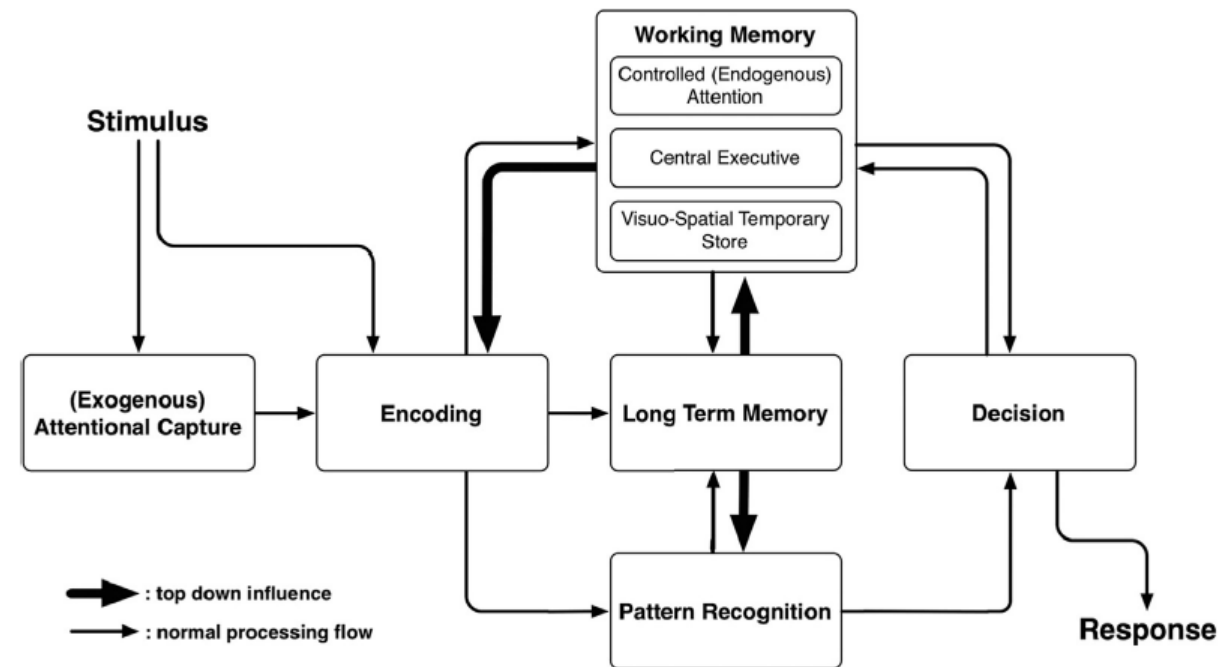 Working Memory
Controlled (Endogenous)
Attention
Central Executive
Visuo-Spatial Temporary
Store
Stimulus
(Exogenous)
Attentional Capture
Encoding
Long Term Memory
Decision
Pattern Recognition
: top down influence
: normal processing flow
Response